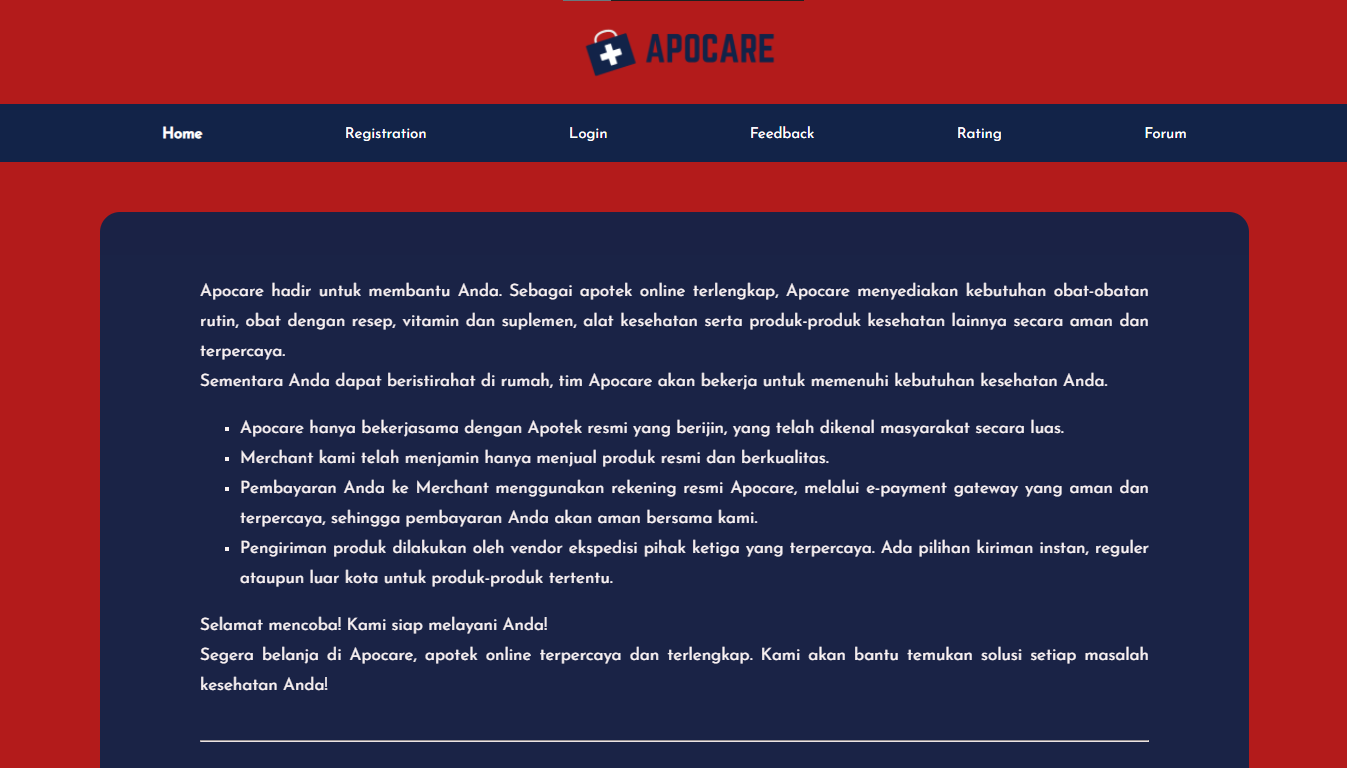 APOCARE
Home Registration Login Feedback Rating Forum
Apocare hadir untuk membantu Anda. Sebagai apotek online terlengkap, Apocare menyediakan kebutuhan obat-obatan
rutin, obat dengan resep, vitamin dan suplemen, alat kesehatan serta produk-produk kesehatan lainnya secara aman dan
terpercaya.
Sementara Anda dapat beristirahat di rumah, tim Apocare akan bekerja untuk memenuhi kebutuhan kesehatan Anda.
Apocare hanya bekerjasama dengan Apotek resmi yang berijin, yang telah dikenal masyarakat secara luas.
Merchant kami telah menjamin hanya menjual produk resmi dan berkualitas.
Pembayaran Anda ke Merchant menggunakan rekening resmi Apocare, melalui e-payment gateway yang aman dan
terpercaya, sehingga pembayaran Anda akan aman bersama kami.
Pengiriman produk dilakukan oleh vendor ekspedisi pihak ketiga yang terpercaya. Ada pilihan kiriman instan, reguler
ataupun luar kota untuk produk-produk tertentu.
Selamat mencoba! Kami siap melayani Anda!
Segera belanja di Apocare, apotek online terpercaya dan terlengkap. Kami akan bantu temukan solusi setiap masalah
kesehatan Anda!